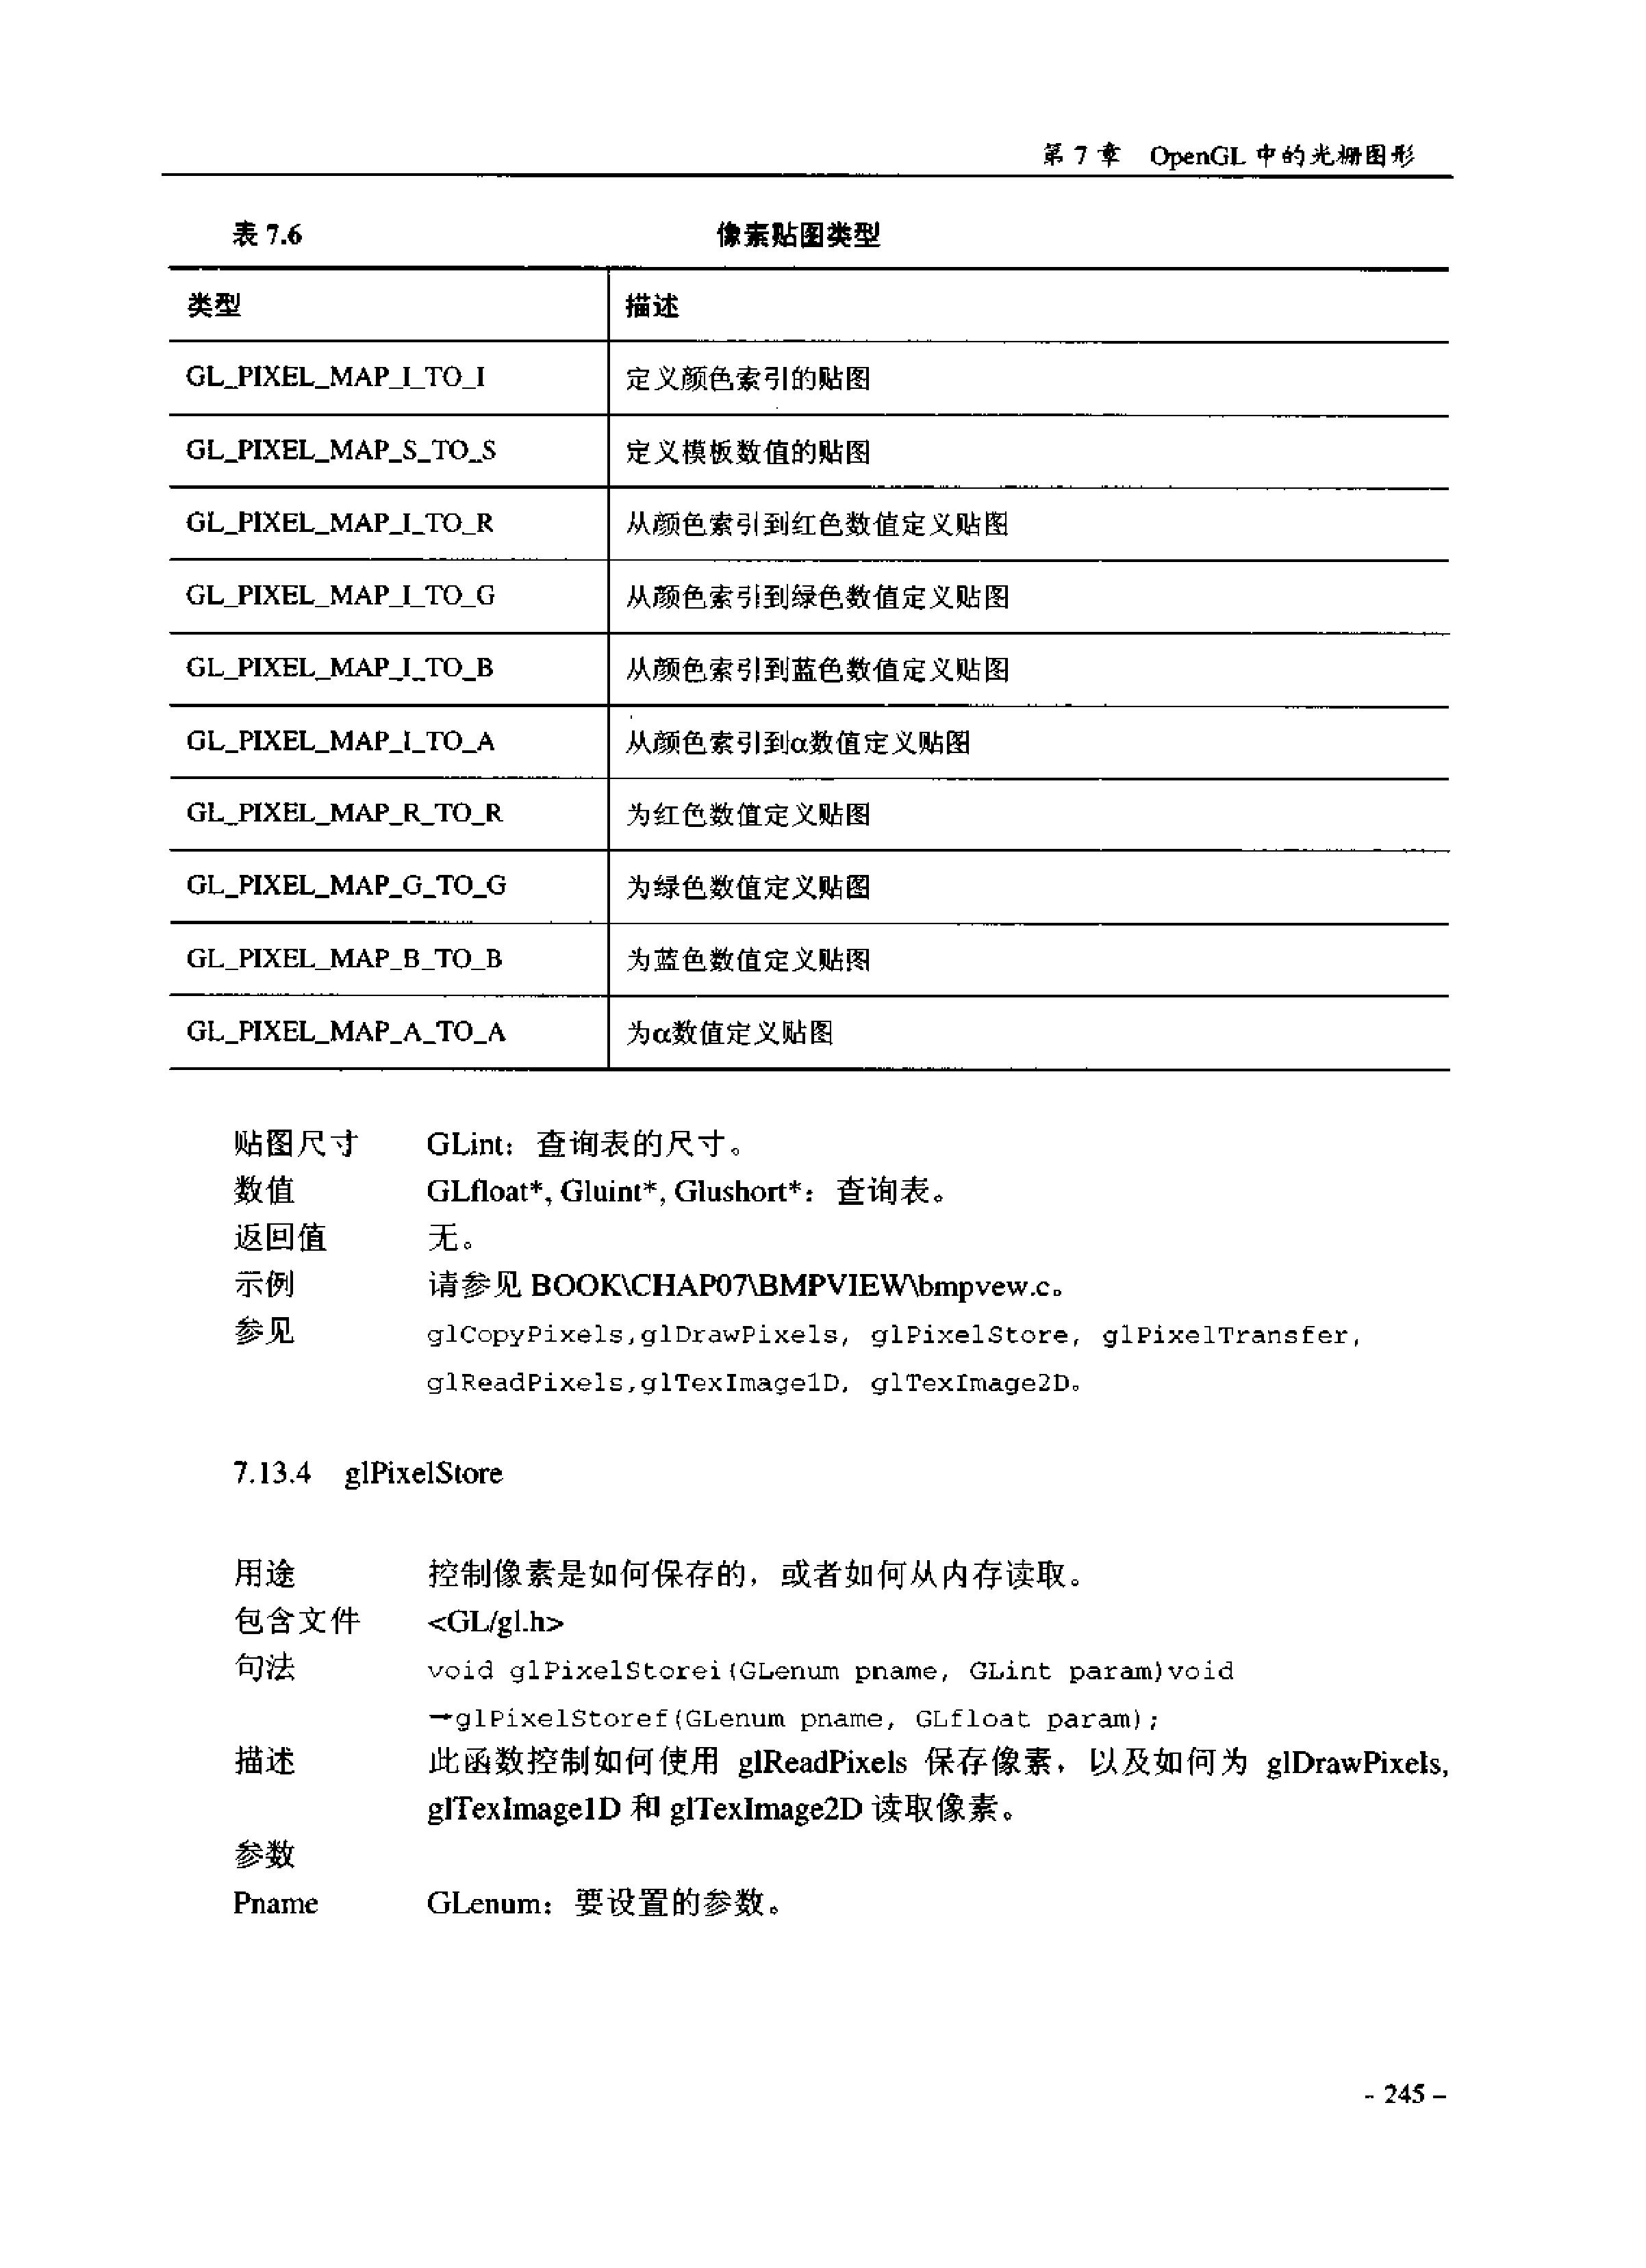 第 7 章 OpenGL 中的光栅图形
表 7.6 像素贴图类型
类型 描述
GL_PIXEL_MAP_I_TO_I 定义颜色索引的贴图
GL_PIXEL_MAP_S_TO_S 定义模板数值的贴图
GL_PIXEL_MAP_I_TO_R 从颜色索引到红色数值定义贴图
GL_PIXEL_MAP_I_TO_G 从颜色索引到绿色数值定义贴图
GL_PIXEL_MAP_I_TO_B 从颜色索引到蓝色数值定义贴图
GL_PIXEL_MAP_I_TO_A 从颜色索引到α数值定义贴图
GL_PIXEL_MAP_R_TO_R 为红色数值定义贴图
GL_PIXEL_MAP_G_TO_G 为绿色数值定义贴图
GL_PIXEL_MAP_B_TO_B 为蓝色数值定义贴图
GL_PIXEL_MAP_A_TO_A 为α数值定义贴图
贴图尺寸 GLint：查询表的尺寸。
数值 GLfloat*, Gluint*, Glushort*：查询表。
返回值 无。
示例 请参见 BOOK\CHAP07\BMPVIEW\bmpvew.c。
参见 glCopyPixels,glDrawPixels, glPixelStore, glPixelTransfer,
glReadPixels,glTexImage1D, glTexImage2D。
7.13.4 glPixelStore
用途 控制像素是如何保存的，或者如何从内存读取。
包含文件 <GL/gl.h>
句法 void glPixelStorei(GLenum pname, GLint param)void
→glPixelStoref(GLenum pname, GLfloat param);
描述 此函数控制如何使用 glReadPixels 保存像素，以及如何为 glDrawPixels,
glTexImage1D 和 glTexImage2D 读取像素。
参数
Pname GLenum：要设置的参数。
- 245 -